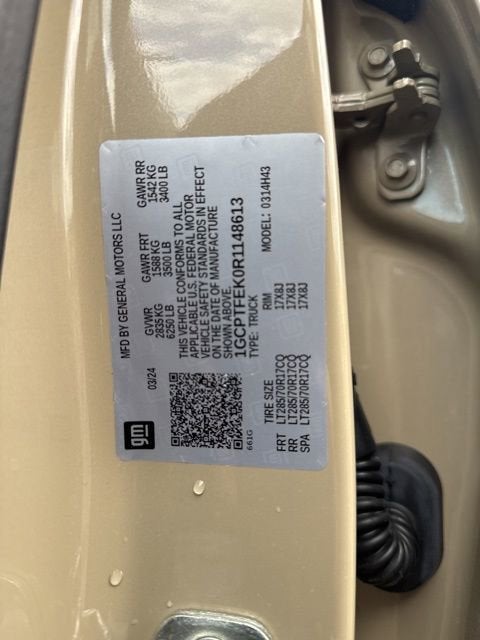 gm
MFD BY GENERAL MOTORS LLC
03/24
GVWR GAWR FRT GAWR RR
2835 KG 1588 KG 1542 KG
6250 LB 3500 LB 3400 LB
THIS VEHICLE CONFORMS TO ALL
APPLICABLE U.S. FEDERAL MOTOR
VEHICLE SAFETY STANDARDS IN EFFECT
ON THE DATE OF MANUFACTURE
SHOWN ABOVE.
1GCPTFEK0R1148613
661G
TYPE: TRUCK MODEL: 0314H43
TIRE SIZE RIM
FRT LT285/70R17CQ 17X8J
RR LT285/70R17CQ 17X8J
SPA LT285/70R17CQ 17X8J